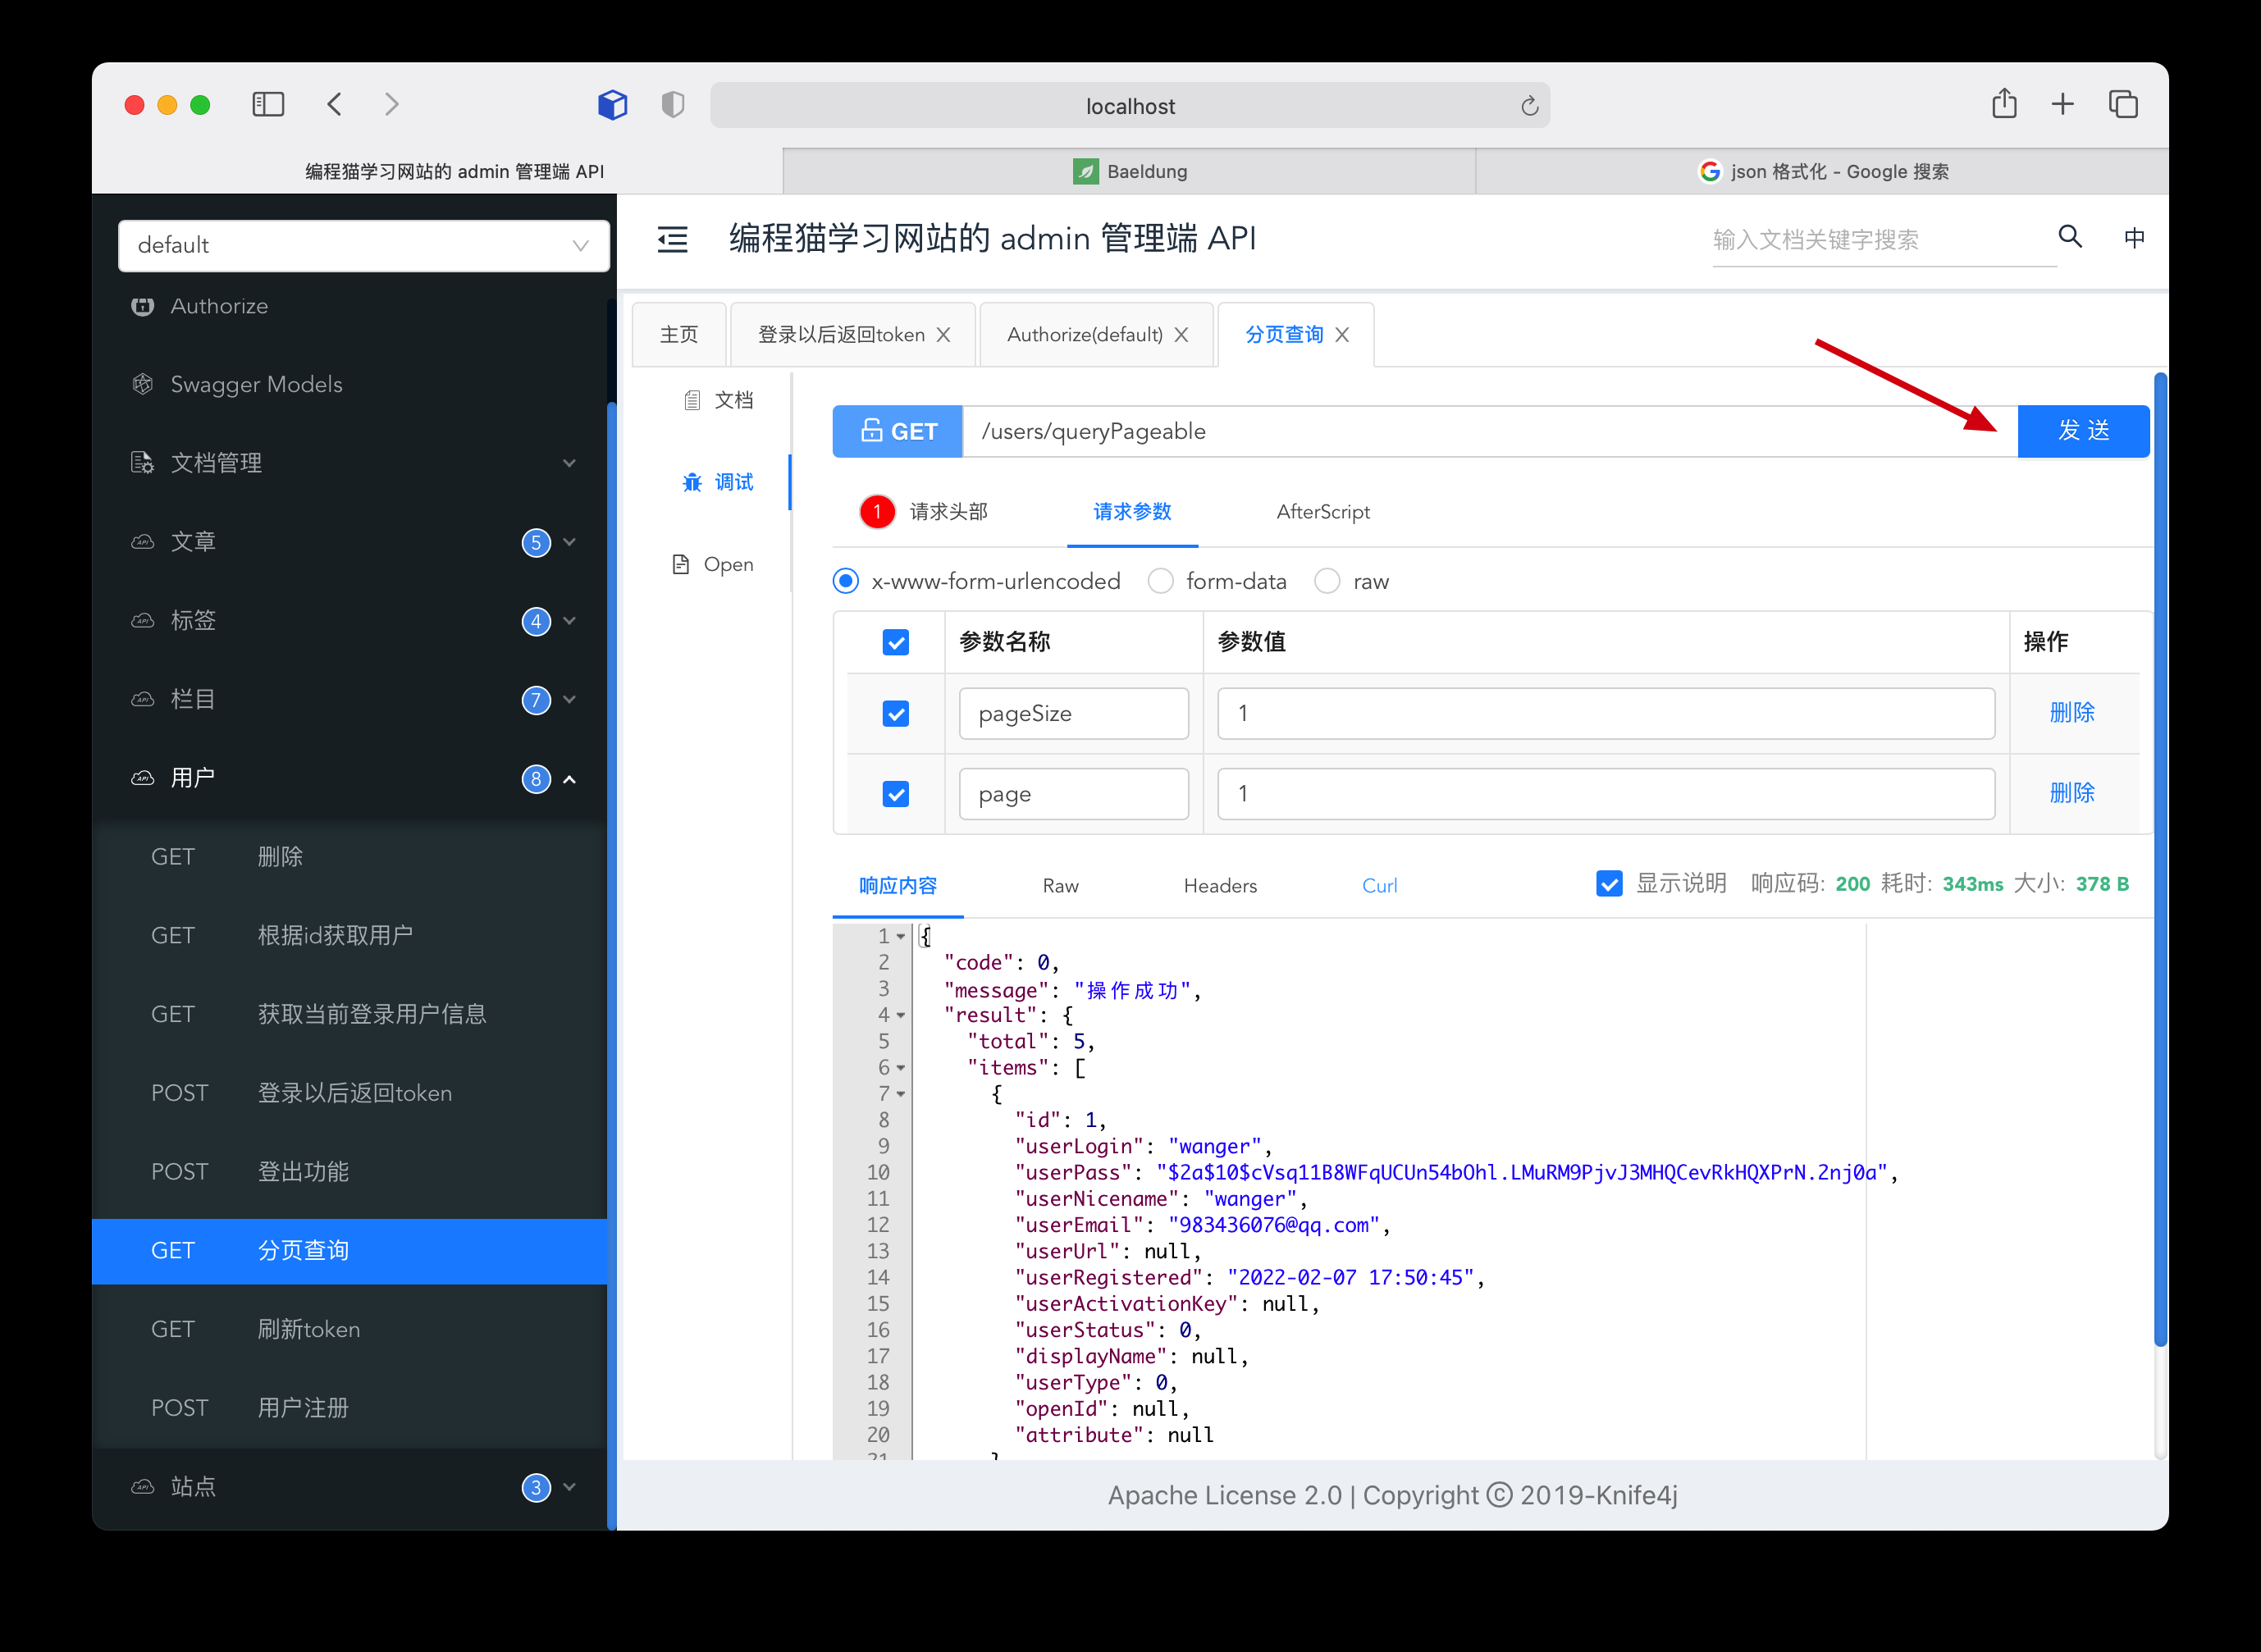 localhost
编程猫学习网站的 admin 管理端 API
Baeldung
json 格式化 - Google 搜索
default
Authorize
Swagger Models
文档管理
文章 5
标签 4
栏目 7
用户 8
GET 删除
GET 根据id获取用户
GET 获取当前登录用户信息
POST 登录以后返回token
POST 登出功能
GET 分页查询
GET 刷新token
POST 用户注册
站点 3
编程猫学习网站的 admin 管理端 API
输入文档关键字搜索
中
主页
登录以后返回token
Authorize(default)
分页查询
文档
调试
Open
GET /users/queryPageable 发 送
1 请求头部 请求参数 AfterScript
x-www-form-urlencoded form-data raw
参数名称 参数值 操作
pageSize 1 删除
page 1 删除
响应内容 Raw Headers Curl 显示说明 响应码: 200 耗时: 343ms 大小: 378 B
1 {
2 "code": 0,
3 "message": "操作成功",
4 "result": {
5 "total": 5,
6 "items": [
7 {
8 "id": 1,
9 "userLogin": "wanger",
10 "userPass": "$2a$10$cVsq11B8WFqUCUn54bOhl.LMuRM9PjvJ3MHQCevRkHQXPrN.2nj0a",
11 "userNicename": "wanger",
12 "userEmail": "983436076@qq.com",
13 "userUrl": null,
14 "userRegistered": "2022-02-07 17:50:45",
15 "userActivationKey": null,
16 "userStatus": 0,
17 "displayName": null,
18 "userType": 0,
19 "openId": null,
20 "attribute": null
21 }
Apache License 2.0 | Copyright © 2019-Knife4j